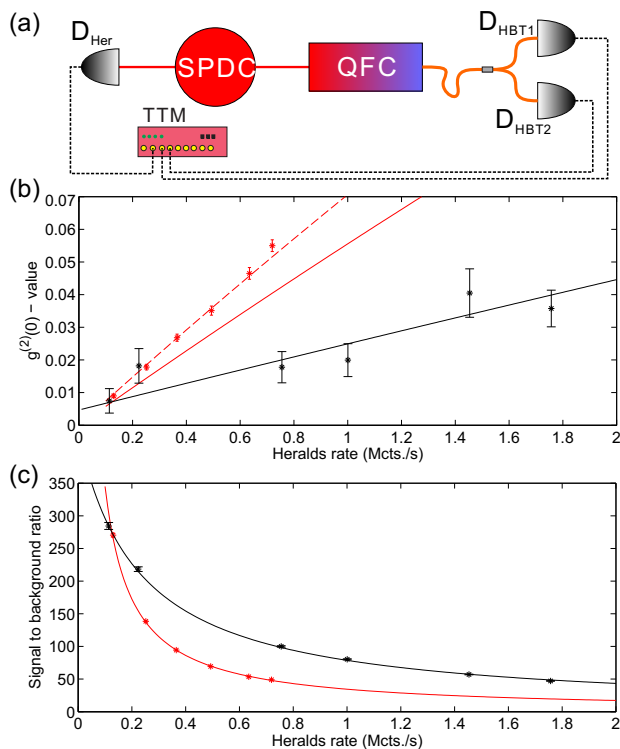 (a)
D_Her
SPDC
QFC
D_HBT1
D_HBT2
TTM
(b)
g^(2)(0) − value
0.07
0.06
0.05
0.04
0.03
0.02
0.01
0
0 0.2 0.4 0.6 0.8 1 1.2 1.4 1.6 1.8 2
Heralds rate (Mcts./s)
(c)
Signal to background ratio
350
300
250
200
150
100
50
0
0 0.2 0.4 0.6 0.8 1 1.2 1.4 1.6 1.8 2
Heralds rate (Mcts./s)